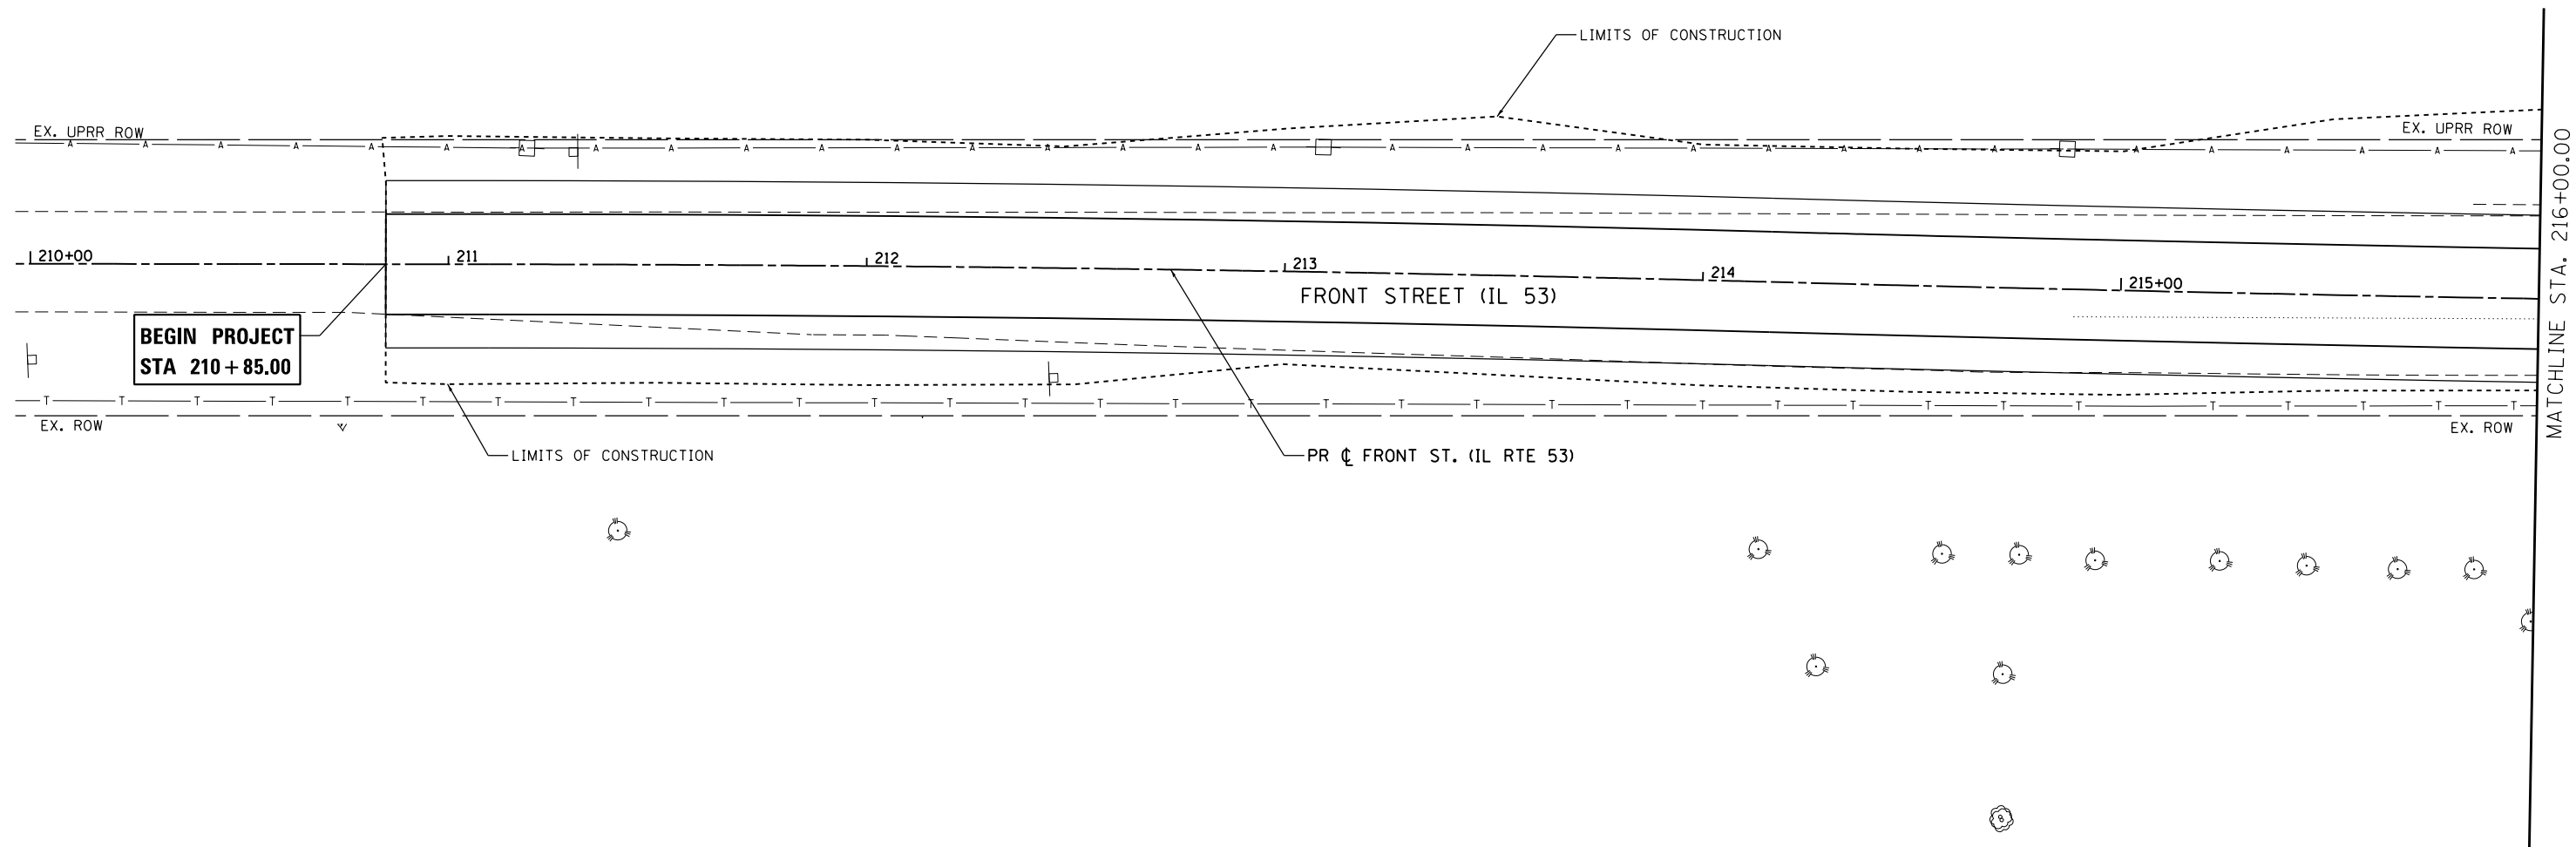 LIMITS OF CONSTRUCTION
EX. UPRR ROW
EX. UPRR ROW
A A A A A A A A A A A A A A A A A A A A A A A A A A A A A A A A A
210+00
211
212
213
214
215+00
FRONT STREET (IL 53)
BEGIN PROJECT
STA 210+85.00
T T T T T T T T T T T T T T T T T T T T T T T T T T T T T T T T T
EX. ROW
EX. ROW
LIMITS OF CONSTRUCTION
PR ℄ FRONT ST. (IL RTE 53)
MATCHLINE STA. 216+00.00